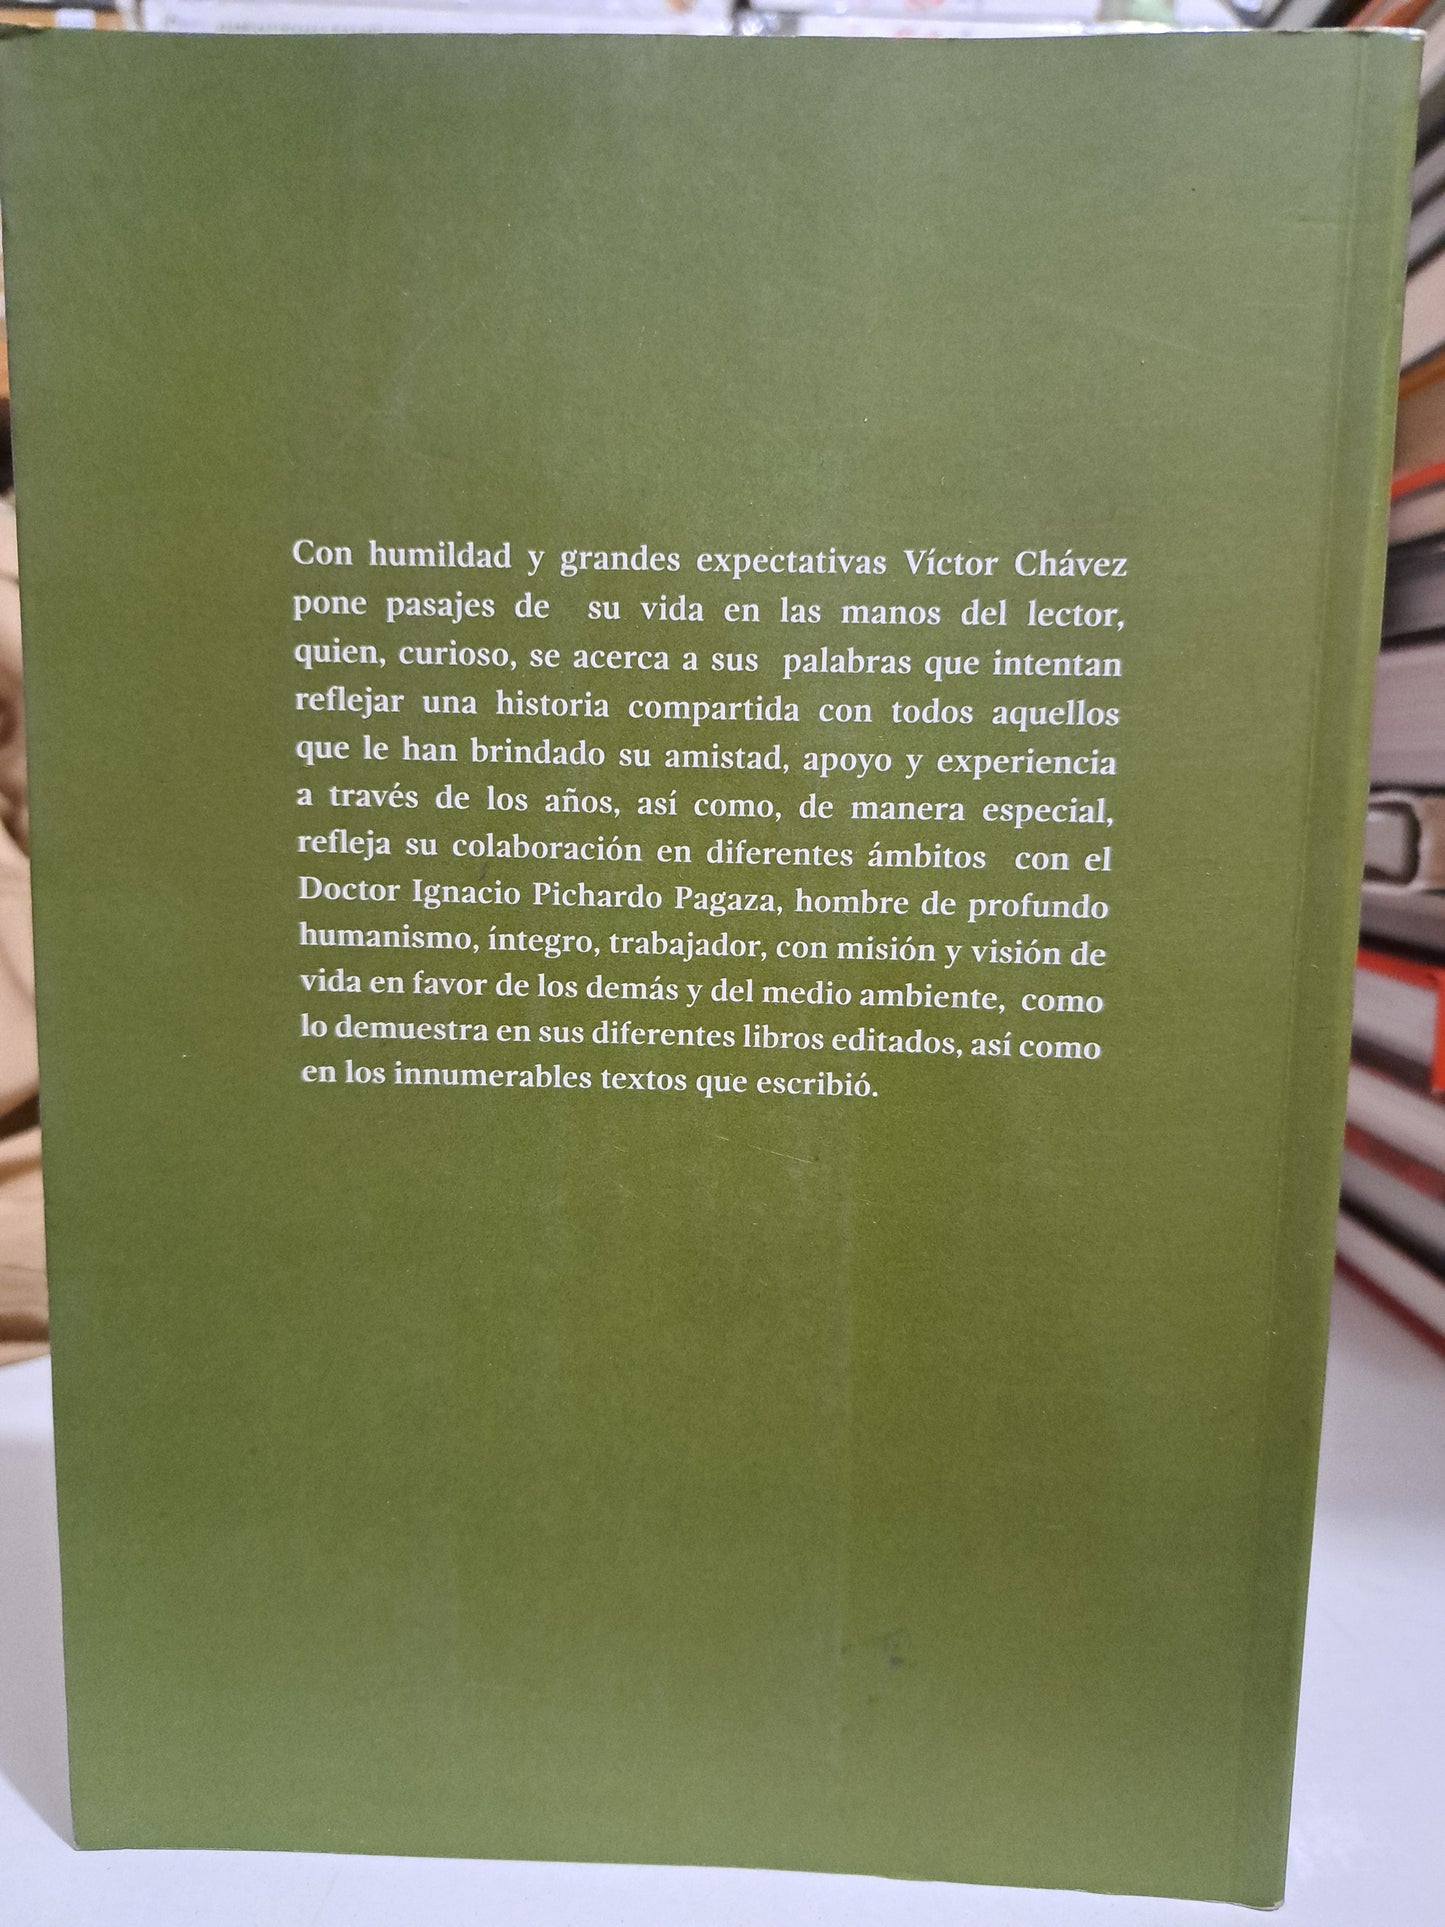 Con humildad y grandes expectativas Víctor Chávez
pone pasajes de su vida en las manos del lector,
quien, curioso, se acerca a sus palabras que intentan
reflejar una historia compartida con todos aquellos
que le han brindado su amistad, apoyo y experiencia
a través de los años, así como, de manera especial,
refleja su colaboración en diferentes ámbitos con el
Doctor Ignacio Pichardo Pagaza, hombre de profundo
humanismo, íntegro, trabajador, con misión y visión de
vida en favor de los demás y del medio ambiente, como
lo demuestra en sus diferentes libros editados, así como
en los innumerables textos que escribió.